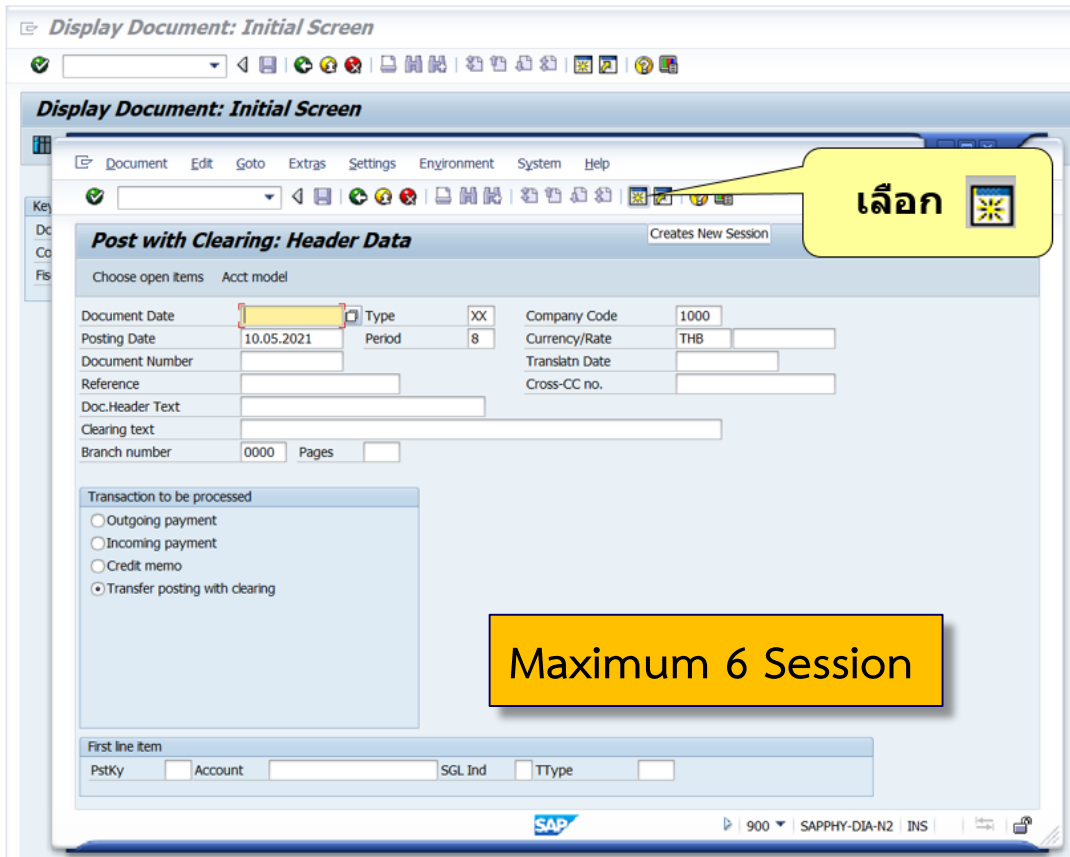 Display Document: Initial Screen
Display Document: Initial Screen
Document Edit Goto Extras Settings Environment System Help
เลือก
Key
Do
Co
Fis
Creates New Session
Post with Clearing: Header Data
Choose open items Acct model
Document Date Type XX Company Code 1000
Posting Date 10.05.2021 Period 8 Currency/Rate THB
Document Number Translatn Date
Reference Cross-CC no.
Doc.Header Text
Clearing text
Branch number 0000 Pages
Transaction to be processed
Outgoing payment
Incoming payment
Credit memo
Transfer posting with clearing
Maximum 6 Session
First line item
PstKy Account SGL Ind TType
SAP 900 SAPPHY-DIA-N2 INS